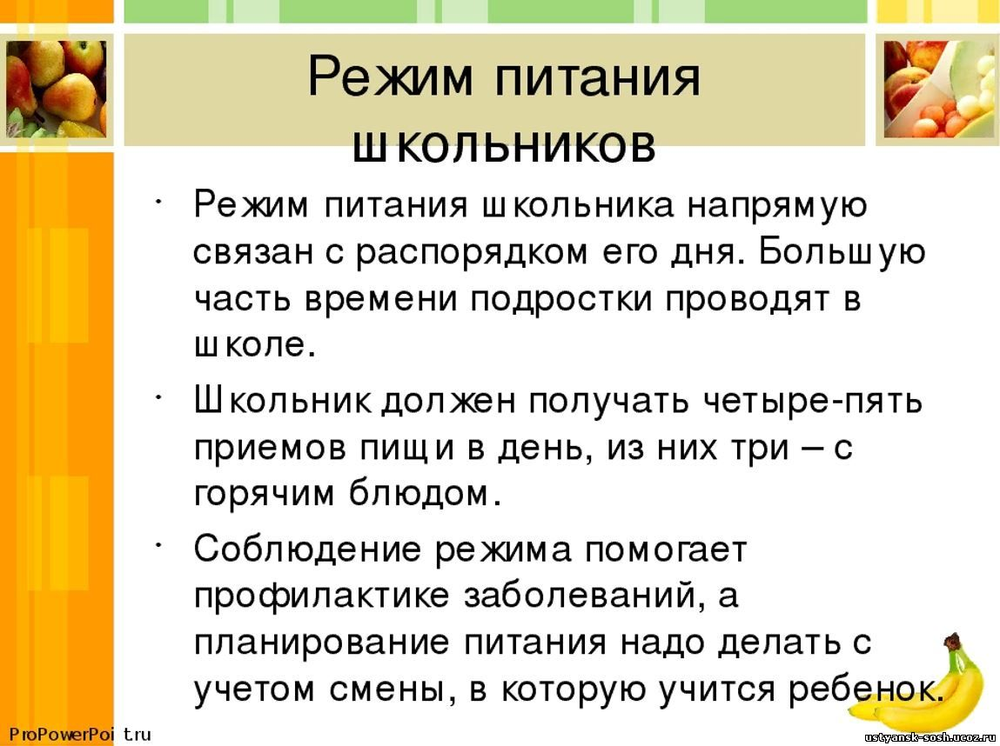 Режим питания
школьников
· Режим питания школьника напрямую
связан с распорядком его дня. Большую
часть времени подростки проводят в
школе.
· Школьник должен получать четыре-пять
приемов пищи в день, из них три – с
горячим блюдом.
· Соблюдение режима помогает
профилактике заболеваний, а
планирование питания надо делать с
учетом смены, в которую учится ребенок.
ProPowerPoi t.ru
ustyansk-sosh.ucoz.ru